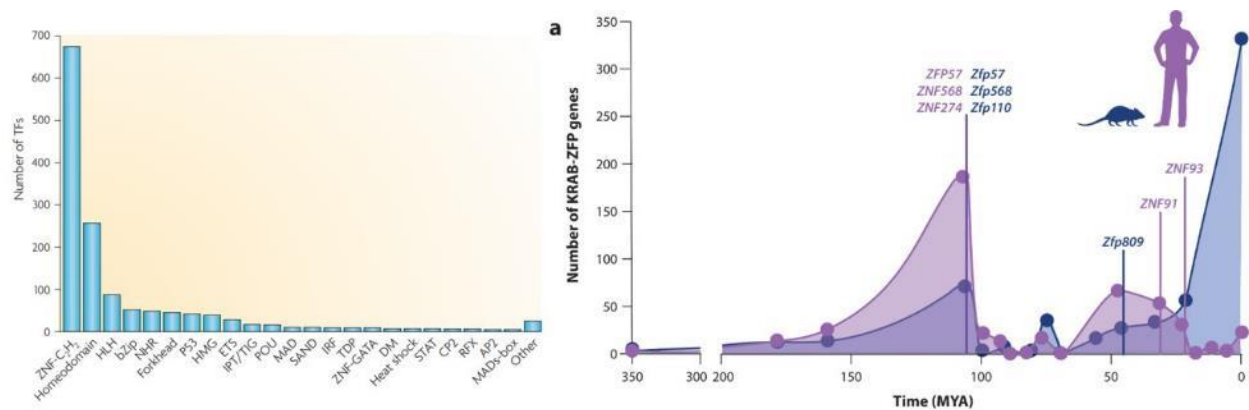 700
600
500
400
300
200
100
0
Number of TFs
ZNF-C₂H₂
Homeodomain
HLH
bZip
NHR
Forkhead
P53
HMG
ETS
IPT/TIG
POU
MAD
SAND
IRF
TDP
ZNF-GATA
DM
Heat shock
STAT
CP2
RFX
AP2
MADs-box
Other
a
350
300
250
200
150
100
50
0
Number of KRAB-ZFP genes
ZFP57 Zfp57
ZNF568 Zfp568
ZNF274 Zfp110
Zfp809
ZNF91
ZNF93
350 300 200 150 100 50 0
Time (MYA)